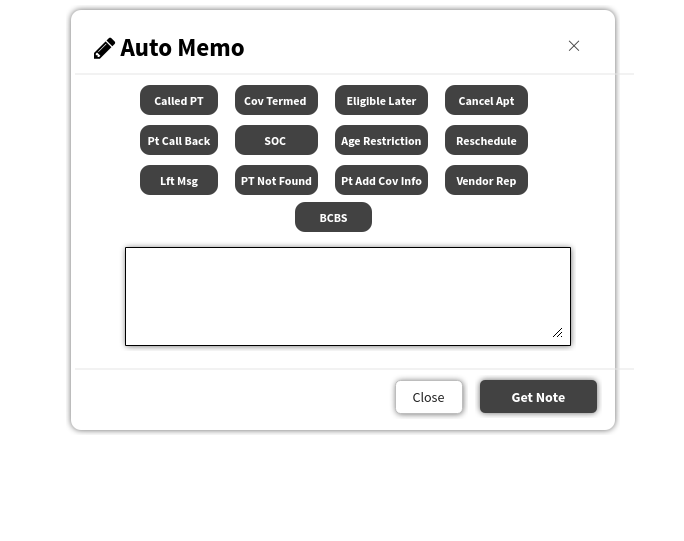 Auto Memo
Called PT Cov Termed Eligible Later Cancel Apt
Pt Call Back SOC Age Restriction Reschedule
Lft Msg PT Not Found Pt Add Cov Info Vendor Rep
BCBS
Close Get Note